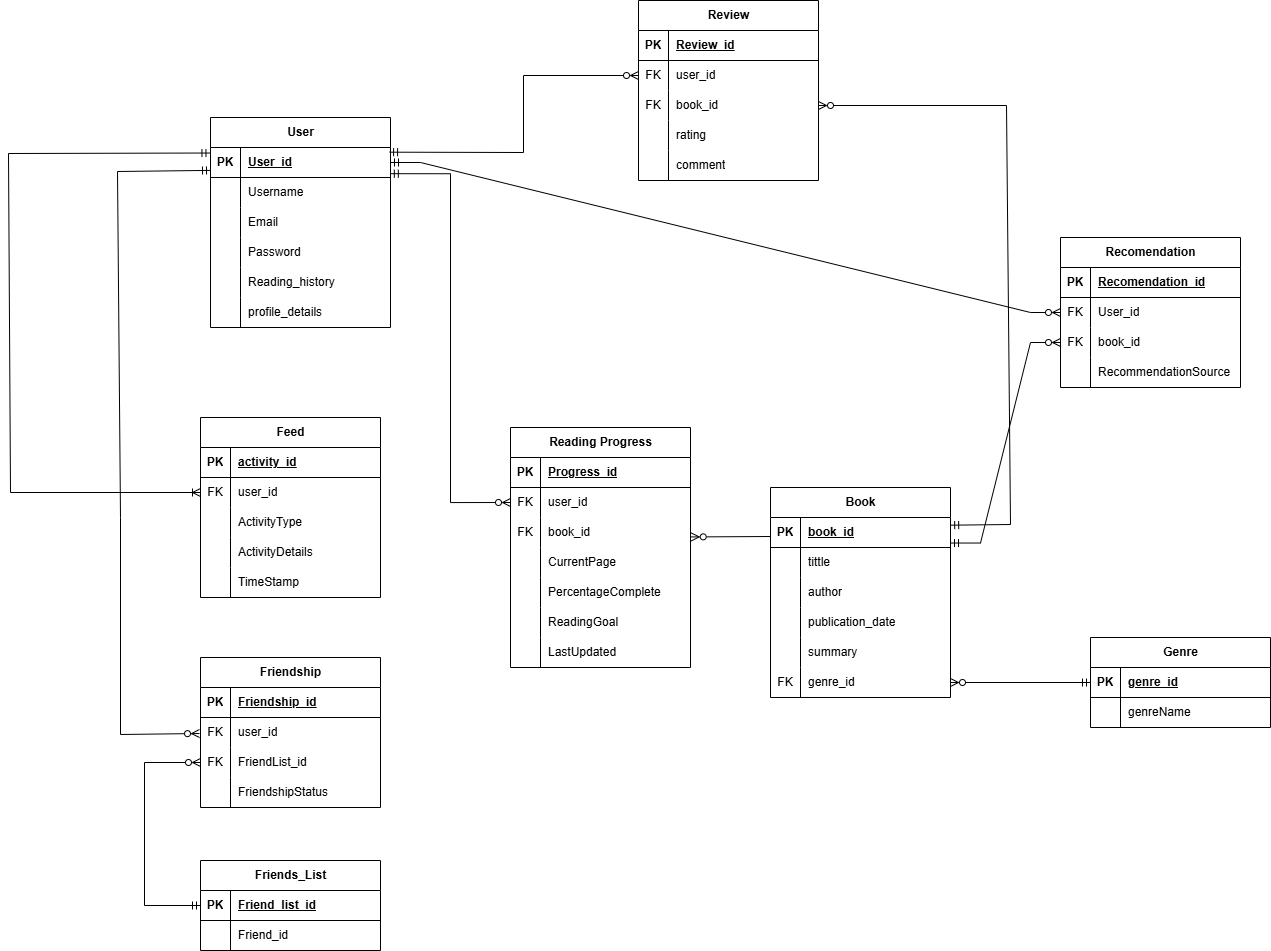 Review
PK Review_id
FK user_id
FK book_id
rating
comment
User
PK User_id
Username
Email
Password
Reading_history
profile_details
Recomendation
PK Recomendation_id
FK User_id
FK book_id
RecommendationSource
Feed
PK activity_id
FK user_id
ActivityType
ActivityDetails
TimeStamp
Reading Progress
PK Progress_id
FK user_id
FK book_id
CurrentPage
PercentageComplete
ReadingGoal
LastUpdated
Book
PK book_id
tittle
author
publication_date
summary
FK genre_id
Genre
PK genre_id
genreName
Friendship
PK Friendship_id
FK user_id
FK FriendList_id
FriendshipStatus
Friends_List
PK Friend_list_id
Friend_id